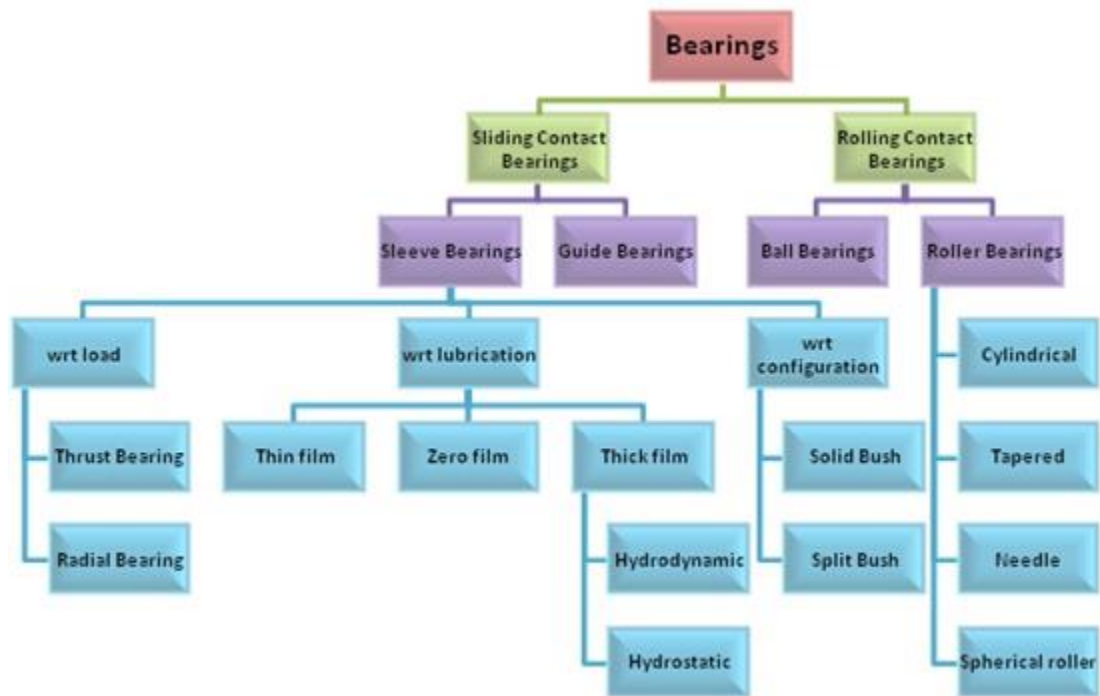 Bearings
Sliding Contact
Bearings
Rolling Contact
Bearings
Sleeve Bearings
Guide Bearings
Ball Bearings
Roller Bearings
wrt load
wrt lubrication
wrt
configuration
Cylindrical
Thrust Bearing
Thin film
Zero film
Thick film
Solid Bush
Tapered
Radial Bearing
Hydrodynamic
Split Bush
Needle
Hydrostatic
Spherical roller